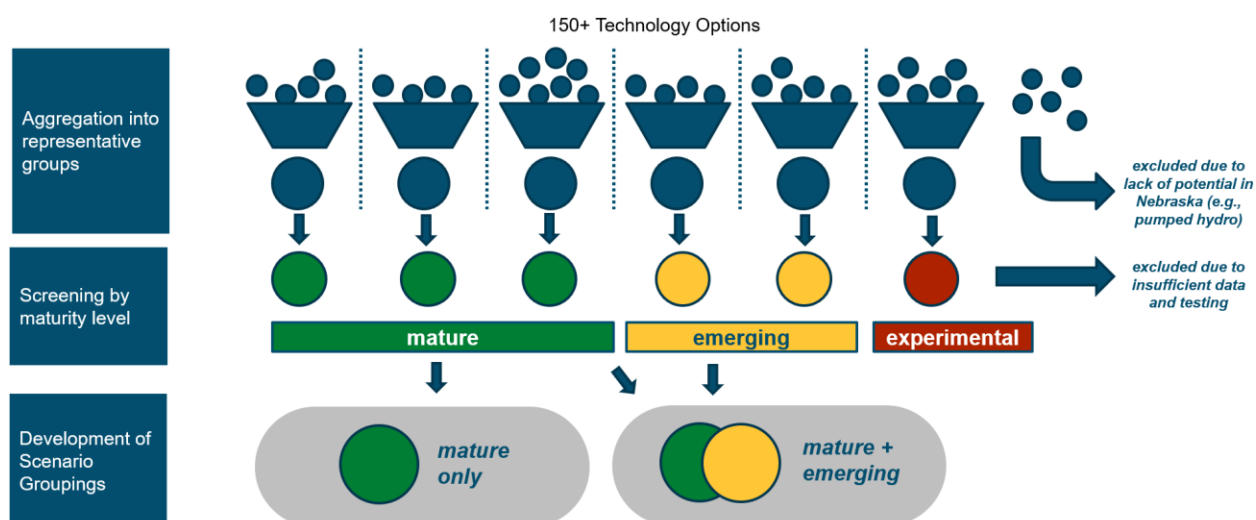 150+ Technology Options
Aggregation into
representative
groups
excluded due to
lack of potential in
Nebraska (e.g.,
pumped hydro)
Screening by
maturity level
excluded due to
insufficient data
and testing
mature
emerging
experimental
Development of
Scenario
Groupings
mature
only
mature +
emerging